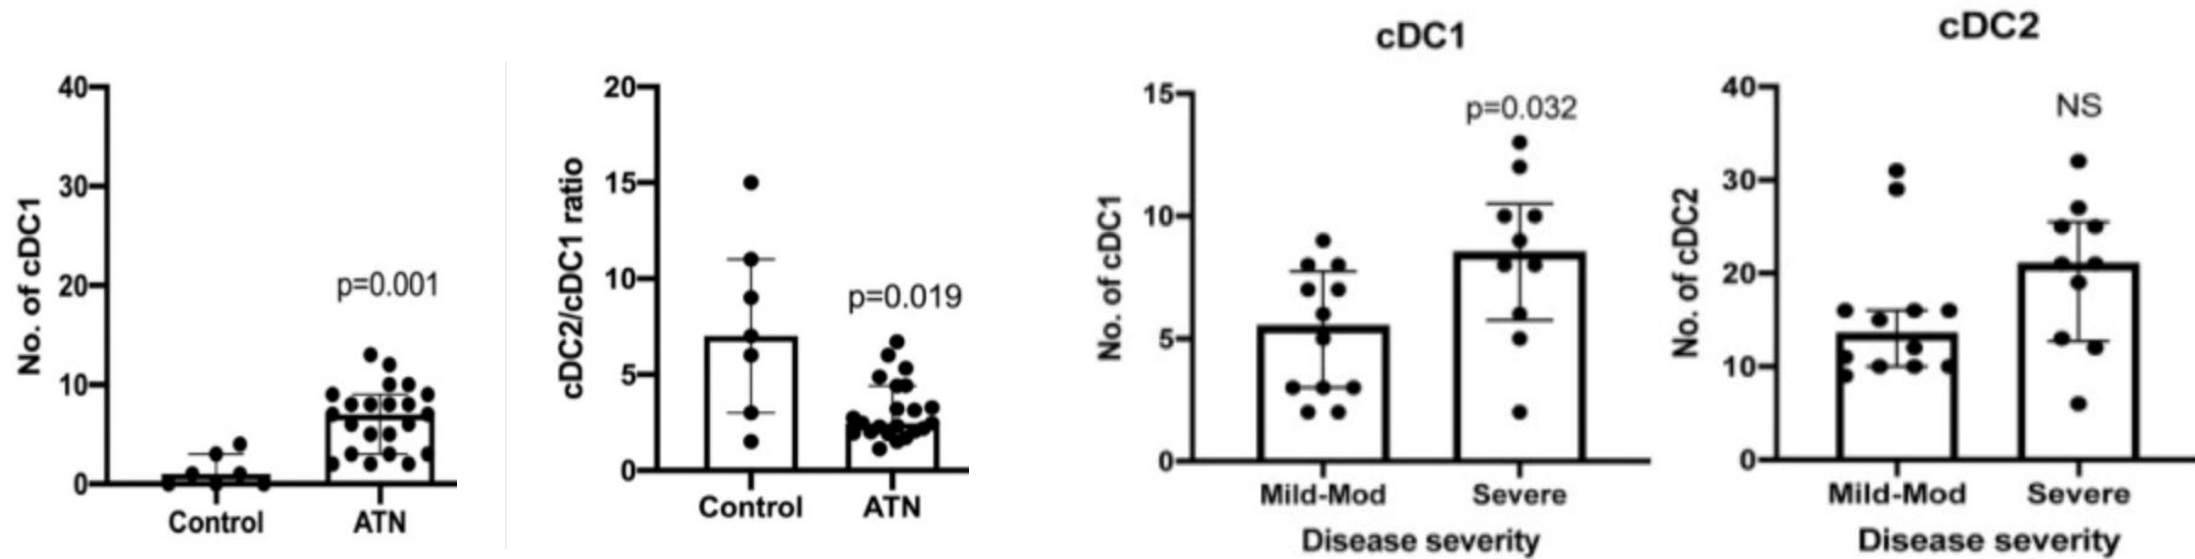 No. of cDC1
40
30
20
10
0
p=0.001
Control
ATN
cDC2/cDC1 ratio
20
15
10
5
0
p=0.019
Control
ATN
cDC1
No. of cDC1
15
10
5
0
p=0.032
Mild-Mod
Severe
Disease severity
cDC2
No. of cDC2
40
30
20
10
0
NS
Mild-Mod
Severe
Disease severity